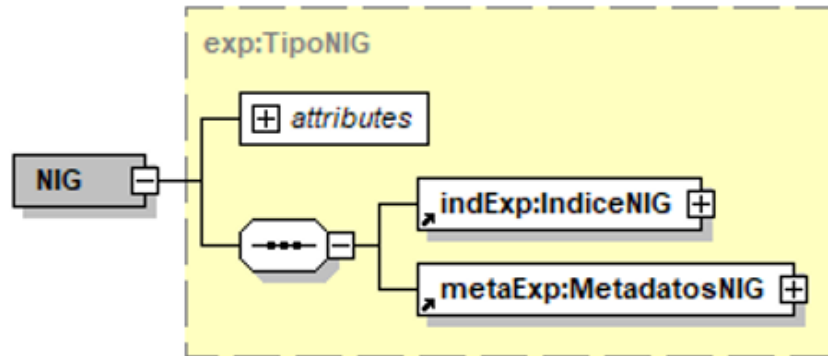 exp:TipoNIG
attributes
NIG
indExp:IndiceNIG
metaExp:MetadatosNIG